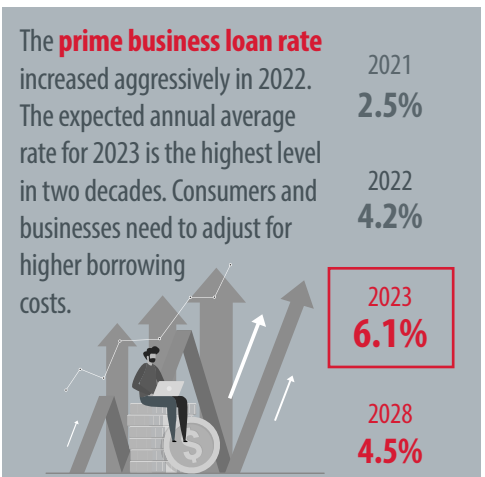 The prime business loan rate
increased aggressively in 2022.
The expected annual average
rate for 2023 is the highest level
in two decades. Consumers and
businesses need to adjust for
higher borrowing
costs.
2021
2.5%
2022
4.2%
2023
6.1%
2028
4.5%
$